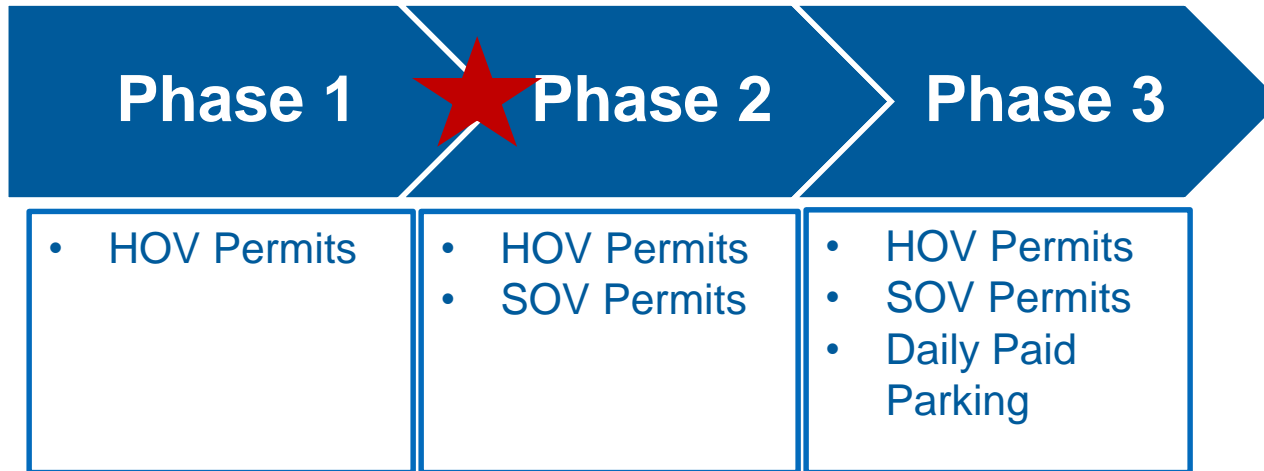 Phase 1
Phase 2
Phase 3
• HOV Permits
• HOV Permits
• SOV Permits
• HOV Permits
• SOV Permits
• Daily Paid
Parking